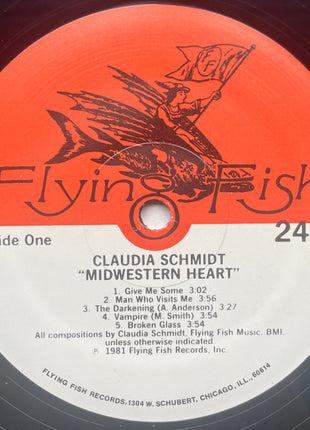 Flying Fish
Side One
24
CLAUDIA SCHMIDT
"MIDWESTERN HEART"
1. Give Me Some 3:02
2. Man Who Visits Me 3:56
3. The Darkening (A. Anderson) 3:27
4. Vampire (M. Smith) 3:54
5. Broken Glass 3:54
All compositions by Claudia Schmidt, Flying Fish Music, BMI,
unless otherwise indicated
℗ 1981 Flying Fish Records, Inc.
FLYING FISH RECORDS, 1304 W. SCHUBERT, CHICAGO, ILL. 60614